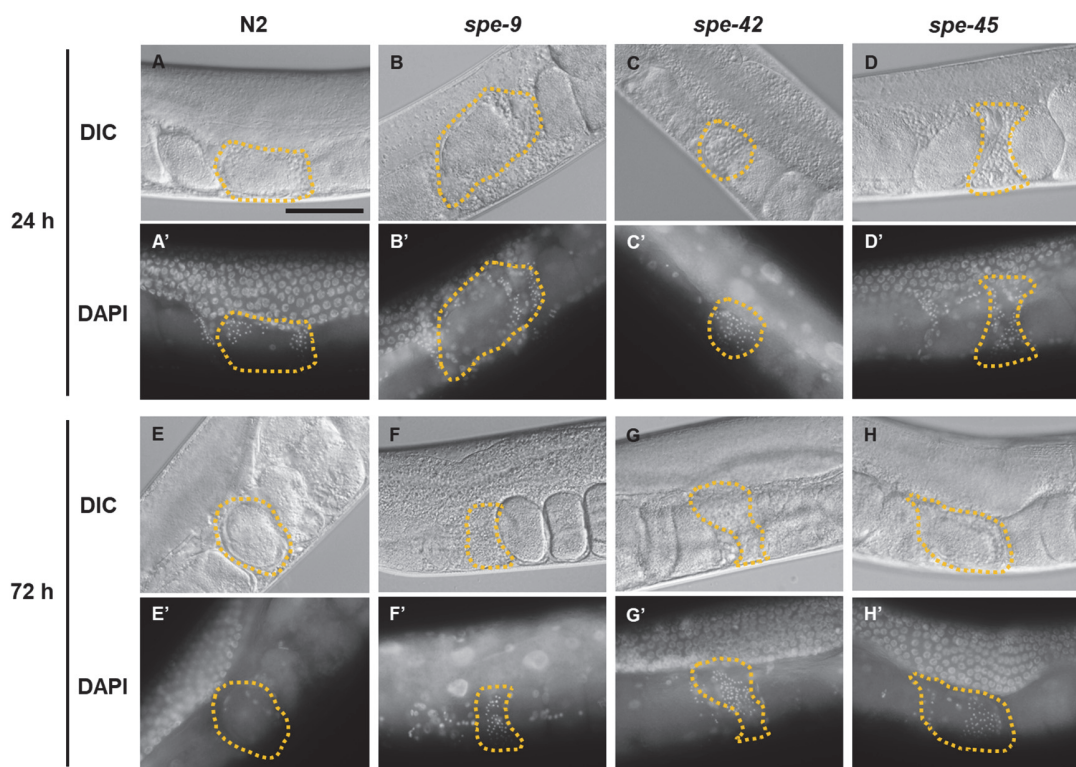 N2 spe-9 spe-42 spe-45
24 h
DIC A B C D
DAPI A' B' C' D'
72 h
DIC E F G H
DAPI E' F' G' H'